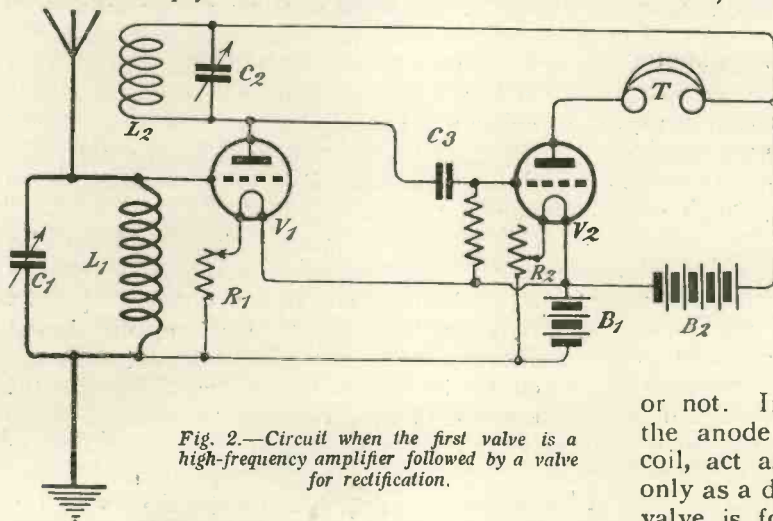 C2
L2
T
C3
V1
V2
L1
C1
R1
R2
B1
B2
Fig. 2.—Circuit when the first valve is a
high-frequency amplifier followed by a valve
for rectification.
or not. I
the anode
coil, act a
only as a d
valve is fo